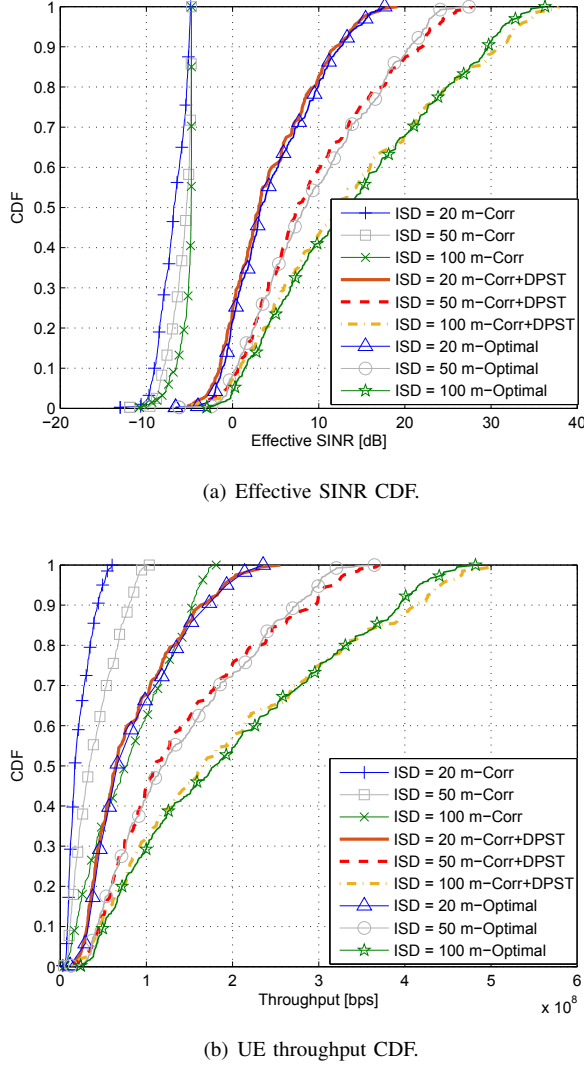 1
0.9
0.8
0.7
0.6
0.5
0.4
0.3
0.2
0.1
0
CDF
−20 −10 0 10 20 30 40
Effective SINR [dB]
ISD = 20 m−Corr
ISD = 50 m−Corr
ISD = 100 m−Corr
ISD = 20 m−Corr+DPST
ISD = 50 m−Corr+DPST
ISD = 100 m−Corr+DPST
ISD = 20 m−Optimal
ISD = 50 m−Optimal
ISD = 100 m−Optimal
(a) Effective SINR CDF.
1
0.9
0.8
0.7
0.6
0.5
0.4
0.3
0.2
0.1
0
CDF
0 1 2 3 4 5 6
Throughput [bps]
x 10^8
ISD = 20 m−Corr
ISD = 50 m−Corr
ISD = 100 m−Corr
ISD = 20 m−Corr+DPST
ISD = 50 m−Corr+DPST
ISD = 100 m−Corr+DPST
ISD = 20 m−Optimal
ISD = 50 m−Optimal
ISD = 100 m−Optimal
(b) UE throughput CDF.